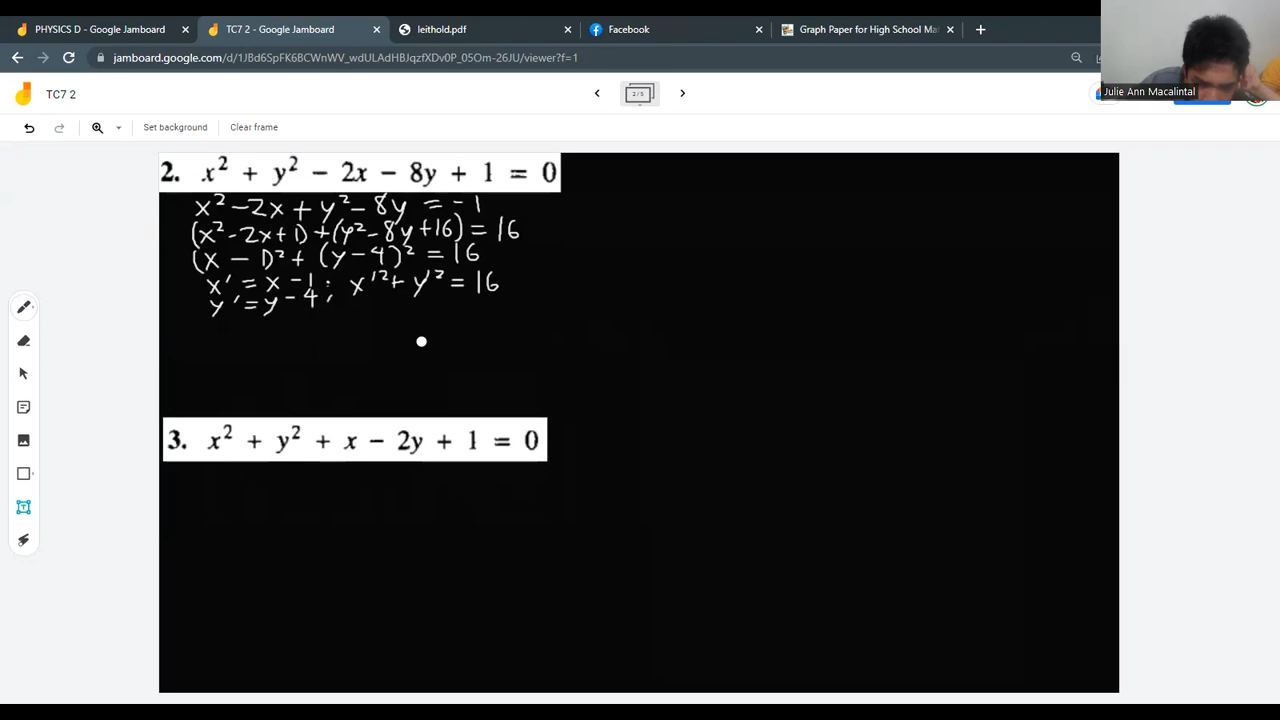 PHYSICS D - Google Jamboard
TC7 2 - Google Jamboard
leithold.pdf
Facebook
Graph Paper for High School Mat
jamboard.google.com/d/1JBd6SpFK6BCWnWV_wdULAdHBJqzfXDv0P_05Om-26JU/viewer?f=1
Julie Ann Macalintal
TC7 2
2 / 5
Set background
Clear frame
2. x² + y² − 2x − 8y + 1 = 0
x² − 2x + y² − 8y = −1
(x² − 2x + 1) + (y² − 8y + 16) = 16
(x − 1)² + (y − 4)² = 16
x' = x − 1 ; x'² + y'² = 16
y' = y − 4 ;
3. x² + y² + x − 2y + 1 = 0